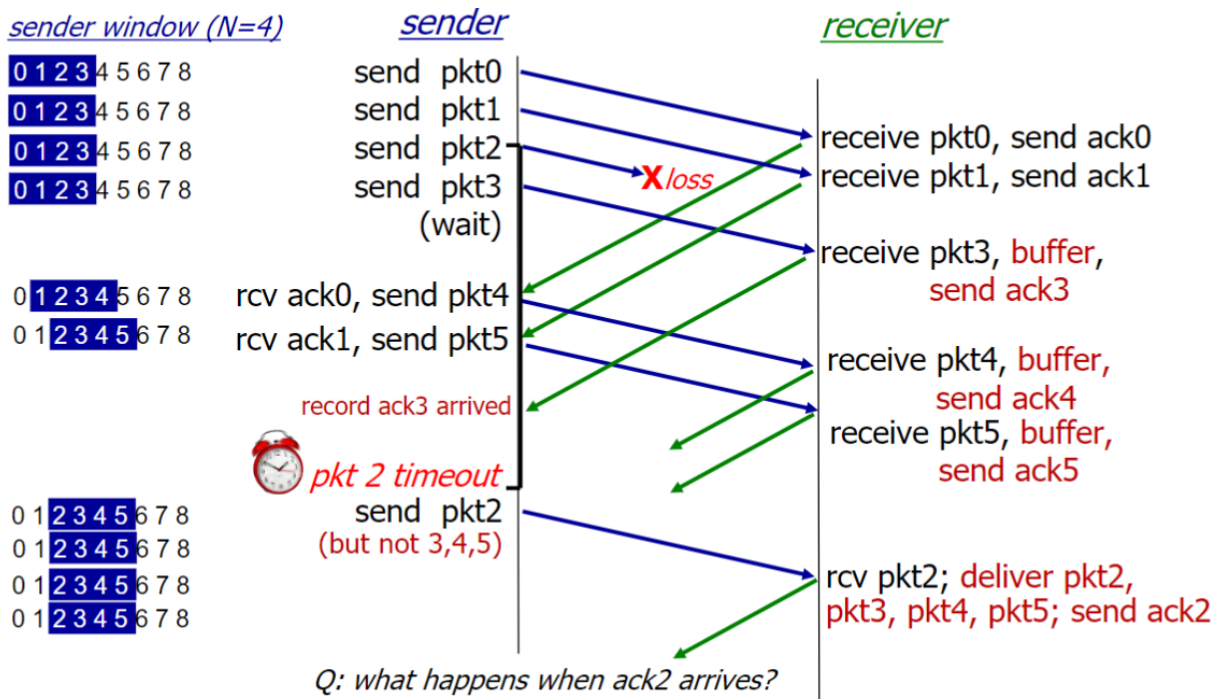 sender window (N=4)
sender
receiver
0 1 2 3 4 5 6 7 8
send pkt0
0 1 2 3 4 5 6 7 8
send pkt1
0 1 2 3 4 5 6 7 8
send pkt2
0 1 2 3 4 5 6 7 8
send pkt3
(wait)
X loss
receive pkt0, send ack0
receive pkt1, send ack1
receive pkt3, buffer,
send ack3
0 1 2 3 4 5 6 7 8
rcv ack0, send pkt4
0 1 2 3 4 5 6 7 8
rcv ack1, send pkt5
record ack3 arrived
receive pkt4, buffer,
send ack4
receive pkt5, buffer,
send ack5
pkt 2 timeout
0 1 2 3 4 5 6 7 8
send pkt2
0 1 2 3 4 5 6 7 8
(but not 3,4,5)
0 1 2 3 4 5 6 7 8
0 1 2 3 4 5 6 7 8
rcv pkt2; deliver pkt2,
pkt3, pkt4, pkt5; send ack2
Q: what happens when ack2 arrives?